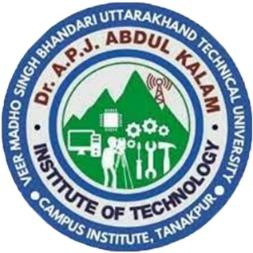 VEER MADHO SINGH BHANDARI UTTARAKHAND TECHNICAL UNIVERSITY
Dr. A.P.J. ABDUL KALAM
INSTITUTE OF TECHNOLOGY
CAMPUS INSTITUTE, TANAKPUR